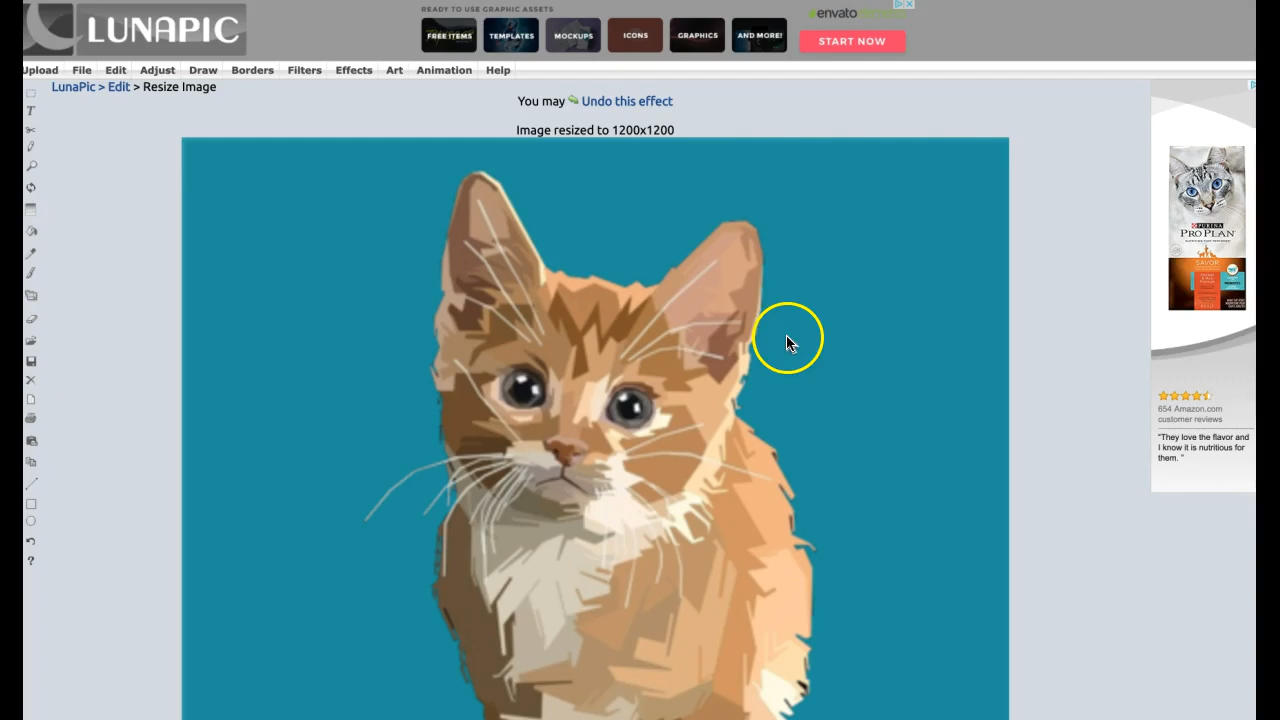 LUNAPIC
READY TO USE GRAPHIC ASSETS
FREE ITEMS
TEMPLATES
MOCKUPS
ICONS
GRAPHICS
AND MORE!
START NOW
Upload File Edit Adjust Draw Borders Filters Effects Art Animation Help
LunaPic > Edit > Resize Image
You may Undo this effect
Image resized to 1200x1200
PURINA
PRO PLAN
SAVOR
654 Amazon.com
customer reviews
"They love the flavor and
I know it is nutritious for
them. "